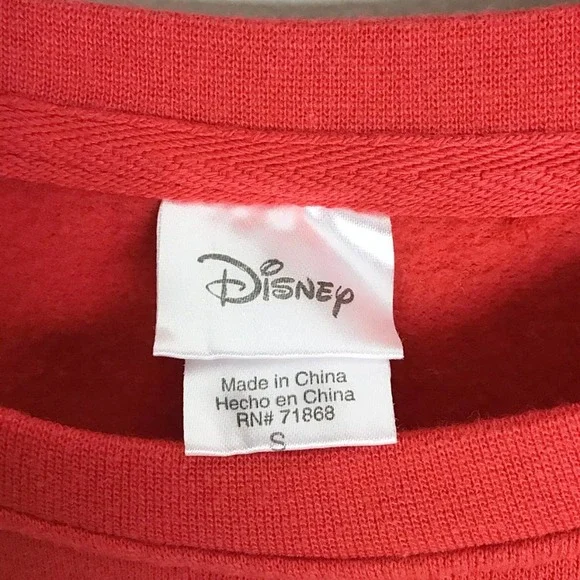 Disney
Made in China
Hecho en China
RN# 71868
S